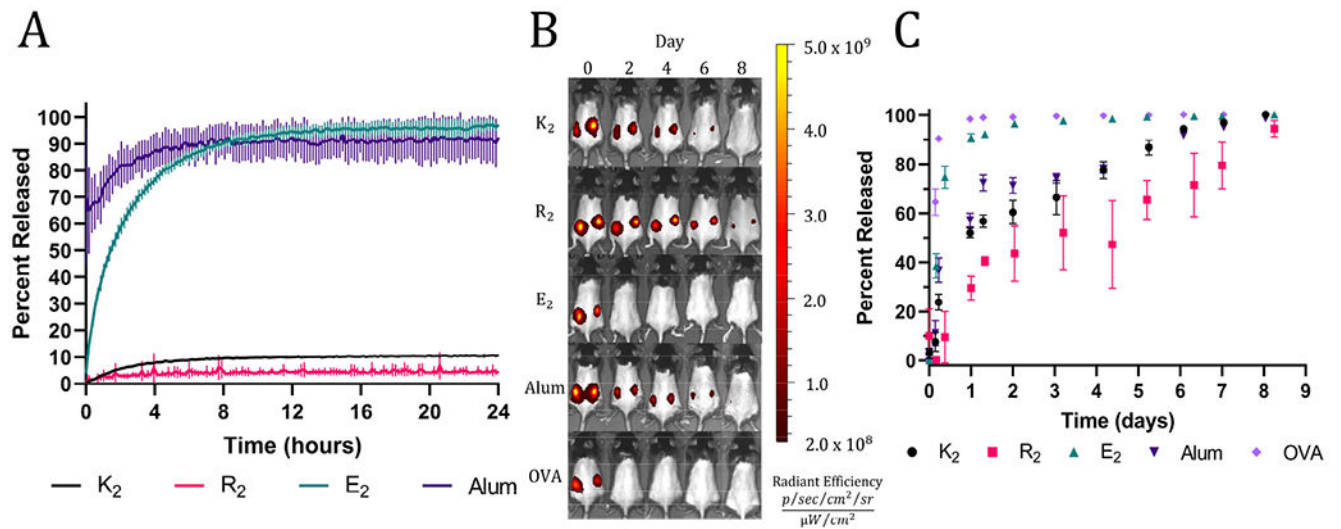 A
Percent Released
100
90
80
70
60
50
40
30
20
10
0
0 4 8 12 16 20 24
Time (hours)
K2 R2 E2 Alum
B
Day
0 2 4 6 8
K2
R2
E2
Alum
OVA
5.0 x 10⁹
4.0
3.0
2.0
1.0
2.0 x 10⁸
Radiant Efficiency
p/sec/cm²/sr
μW/cm²
C
Percent Released
100
80
60
40
20
0
0 1 2 3 4 5 6 7 8 9
Time (days)
K2 R2 E2 Alum OVA